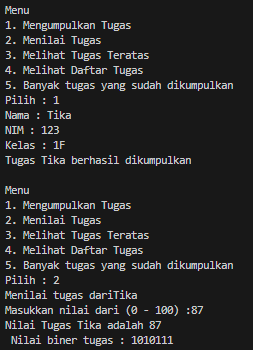 Menu
1. Mengumpulkan Tugas
2. Menilai Tugas
3. Melihat Tugas Teratas
4. Melihat Daftar Tugas
5. Banyak tugas yang sudah dikumpulkan
Pilih : 1
Nama : Tika
NIM : 123
Kelas : 1F
Tugas Tika berhasil dikumpulkan

Menu
1. Mengumpulkan Tugas
2. Menilai Tugas
3. Melihat Tugas Teratas
4. Melihat Daftar Tugas
5. Banyak tugas yang sudah dikumpulkan
Pilih : 2
Menilai tugas dariTika
Masukkan nilai dari (0 - 100) :87
Nilai Tugas Tika adalah 87
 Nilai biner tugas : 1010111